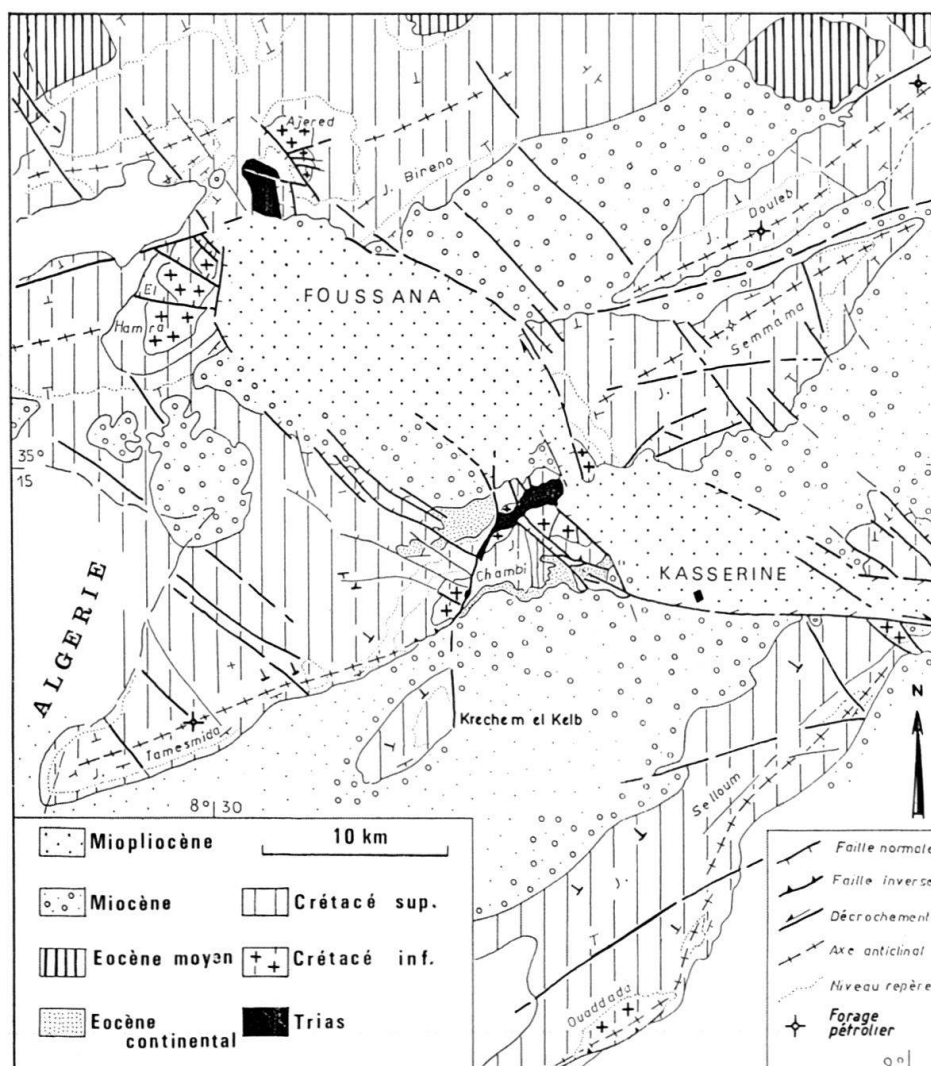 Ajered
J. Bireno
Douleb
J.
FOUSSANA
El
Hamra
Semmama
J.
35°
15
J.
Chambi
KASSERINE
ALGERIE
N
Krechem el Kelb
J. Tamesmida
Selloum
J.
8° 30
Ouaddada
Miopliocène
10 km
Miocène
Crétacé sup.
Eocène moyen
Crétacé inf.
Eocène
continental
Trias
Faille normale
Faille inverse
Décrochement
Axe anticlinal
Niveau repère
Forage
pétrolier
9°